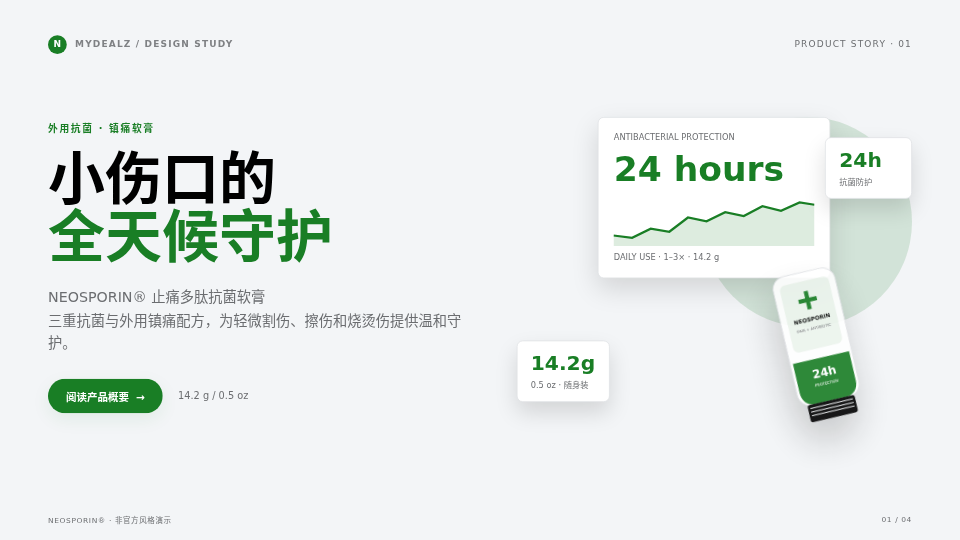 N MYDEALZ / DESIGN STUDY
PRODUCT STORY · 01
外用抗菌 · 镇痛软膏
小伤口的
全天候守护
NEOSPORIN® 止痛多肽抗菌软膏
三重抗菌与外用镇痛配方，为轻微割伤、擦伤和烧烫伤提供温和守
护。
阅读产品概要 →
14.2 g / 0.5 oz
ANTIBACTERIAL PROTECTION
24 hours
DAILY USE · 1–3× · 14.2 g
24h
抗菌防护
14.2g
0.5 oz · 随身装
NEOSPORIN
24h
NEOSPORIN® · 非官方风格演示
01 / 04